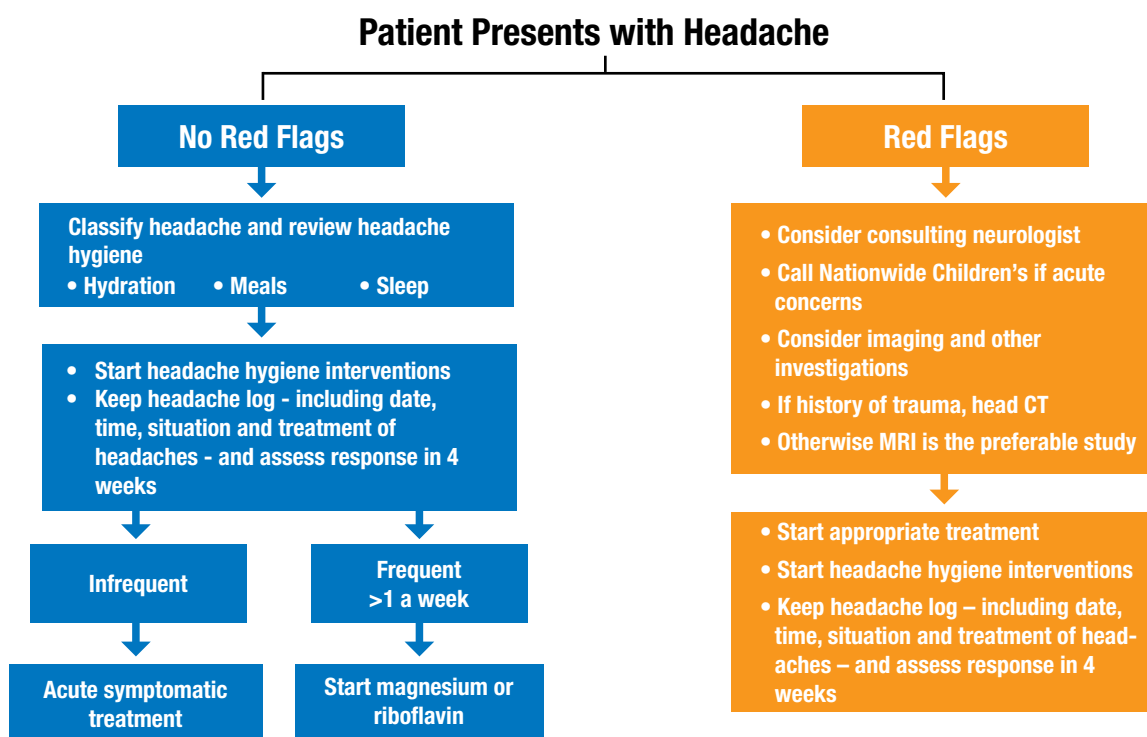 Patient Presents with Headache
No Red Flags
Classify headache and review headache
hygiene
• Hydration • Meals • Sleep
• Start headache hygiene interventions
• Keep headache log - including date,
time, situation and treatment of
headaches - and assess response in 4
weeks
Infrequent
Frequent
>1 a week
Acute symptomatic
treatment
Start magnesium or
riboflavin
Red Flags
• Consider consulting neurologist
• Call Nationwide Children's if acute
concerns
• Consider imaging and other
investigations
• If history of trauma, head CT
• Otherwise MRI is the preferable study
• Start appropriate treatment
• Start headache hygiene interventions
• Keep headache log – including date,
time, situation and treatment of head-
aches – and assess response in 4
weeks